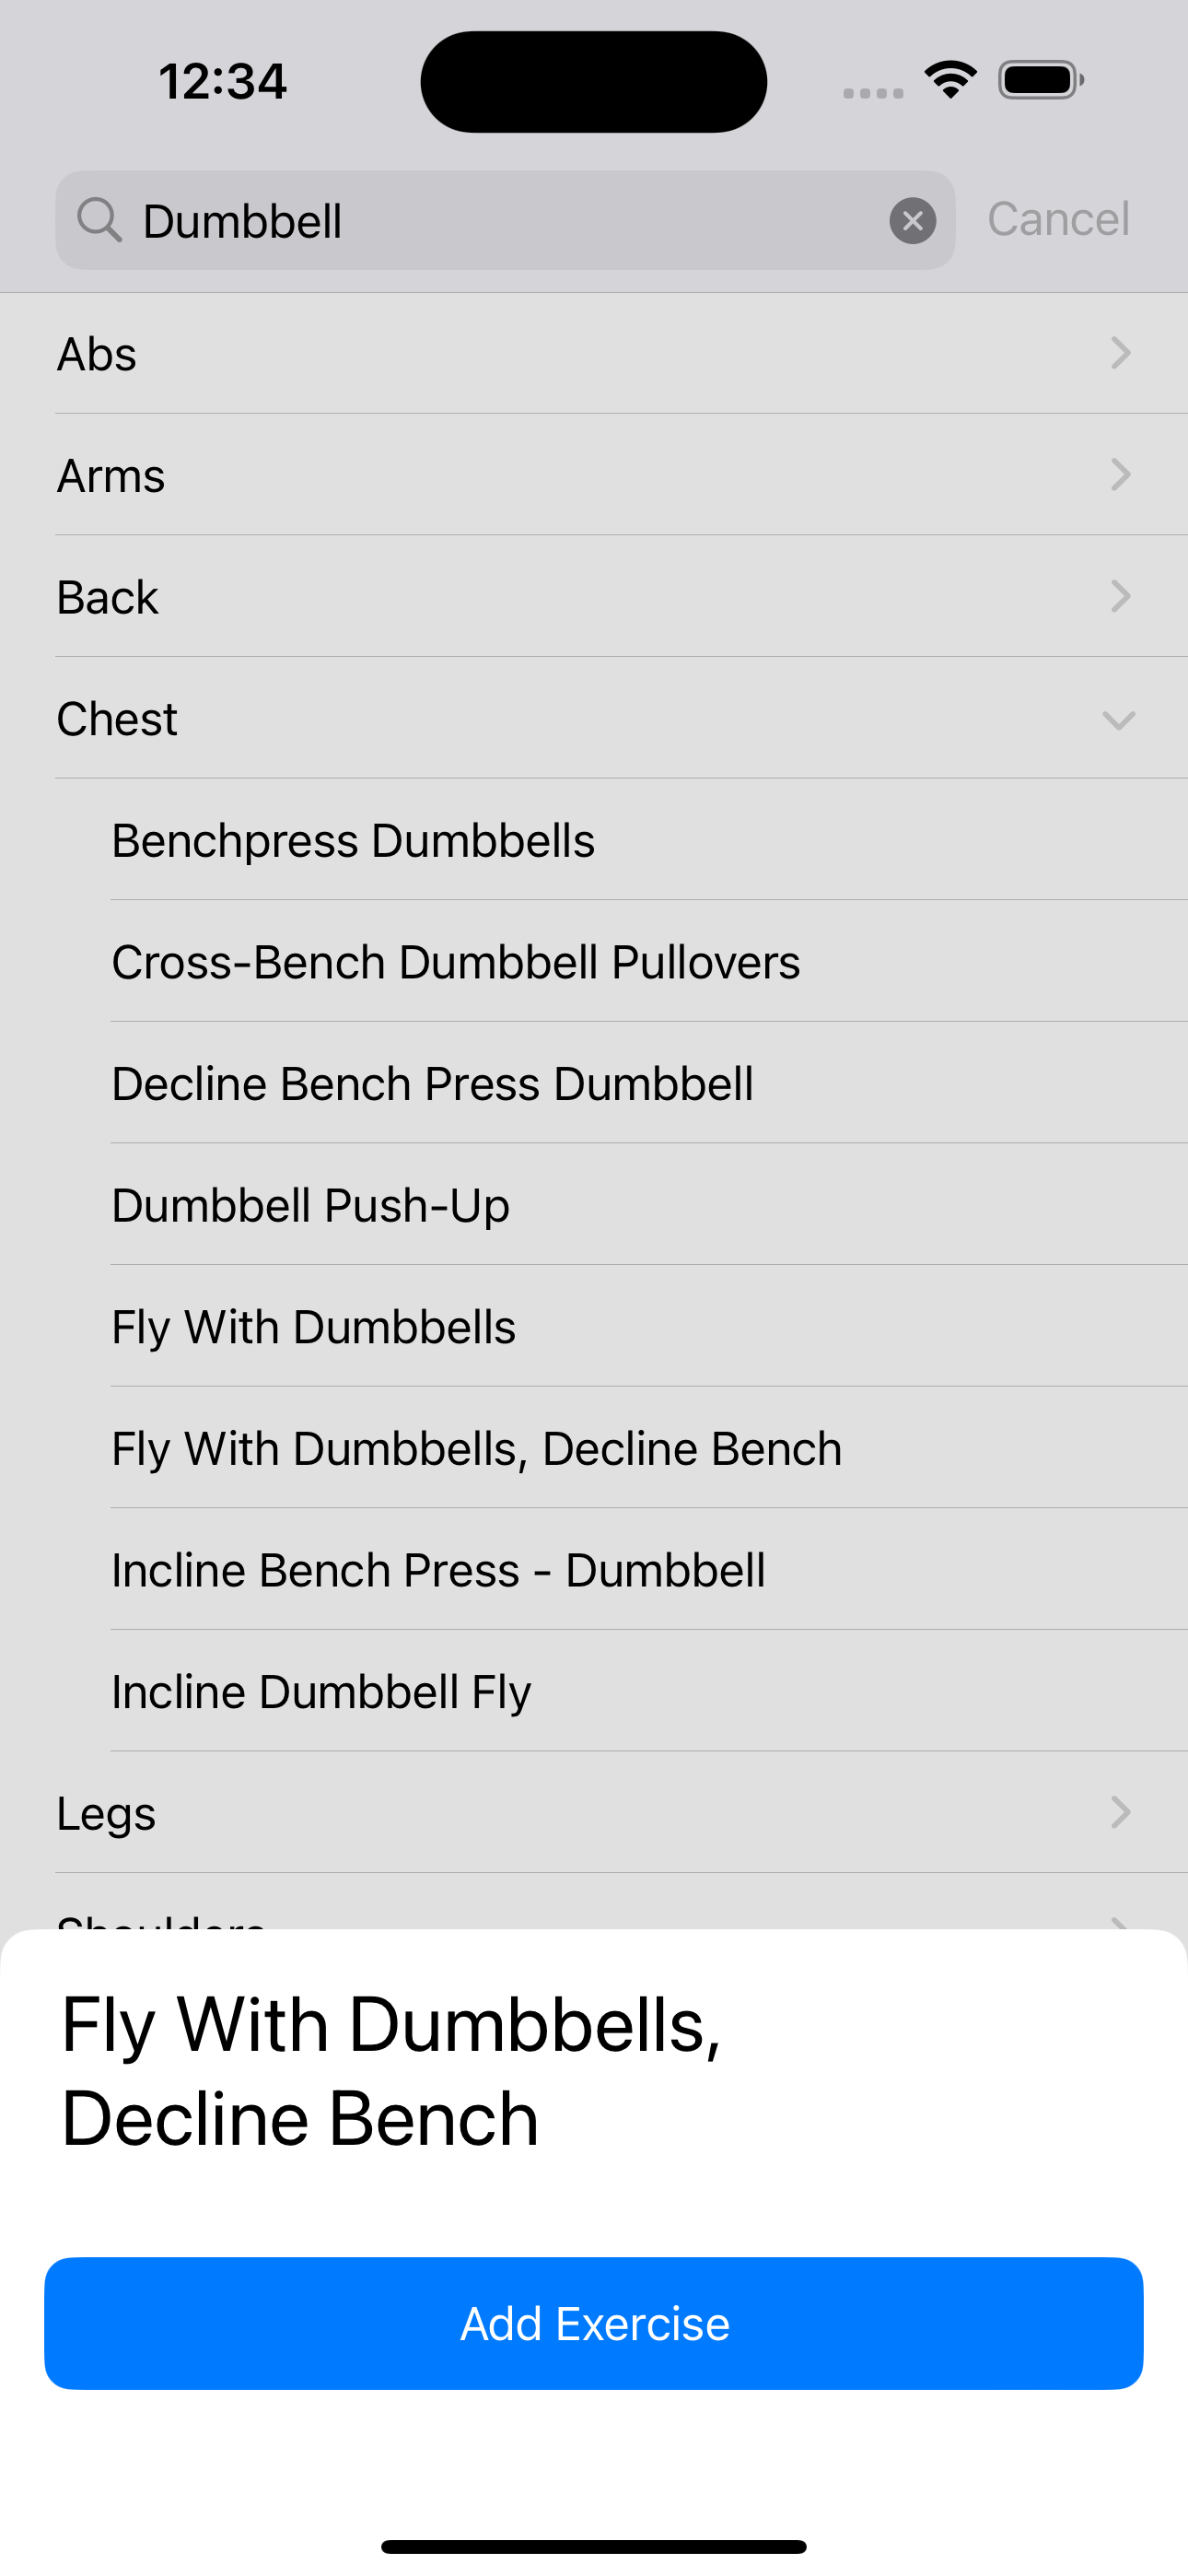 12:34
Dumbbell
Cancel
Abs
Arms
Back
Chest
Benchpress Dumbbells
Cross-Bench Dumbbell Pullovers
Decline Bench Press Dumbbell
Dumbbell Push-Up
Fly With Dumbbells
Fly With Dumbbells, Decline Bench
Incline Bench Press - Dumbbell
Incline Dumbbell Fly
Legs
Shoulders
Fly With Dumbbells,
Decline Bench
Add Exercise